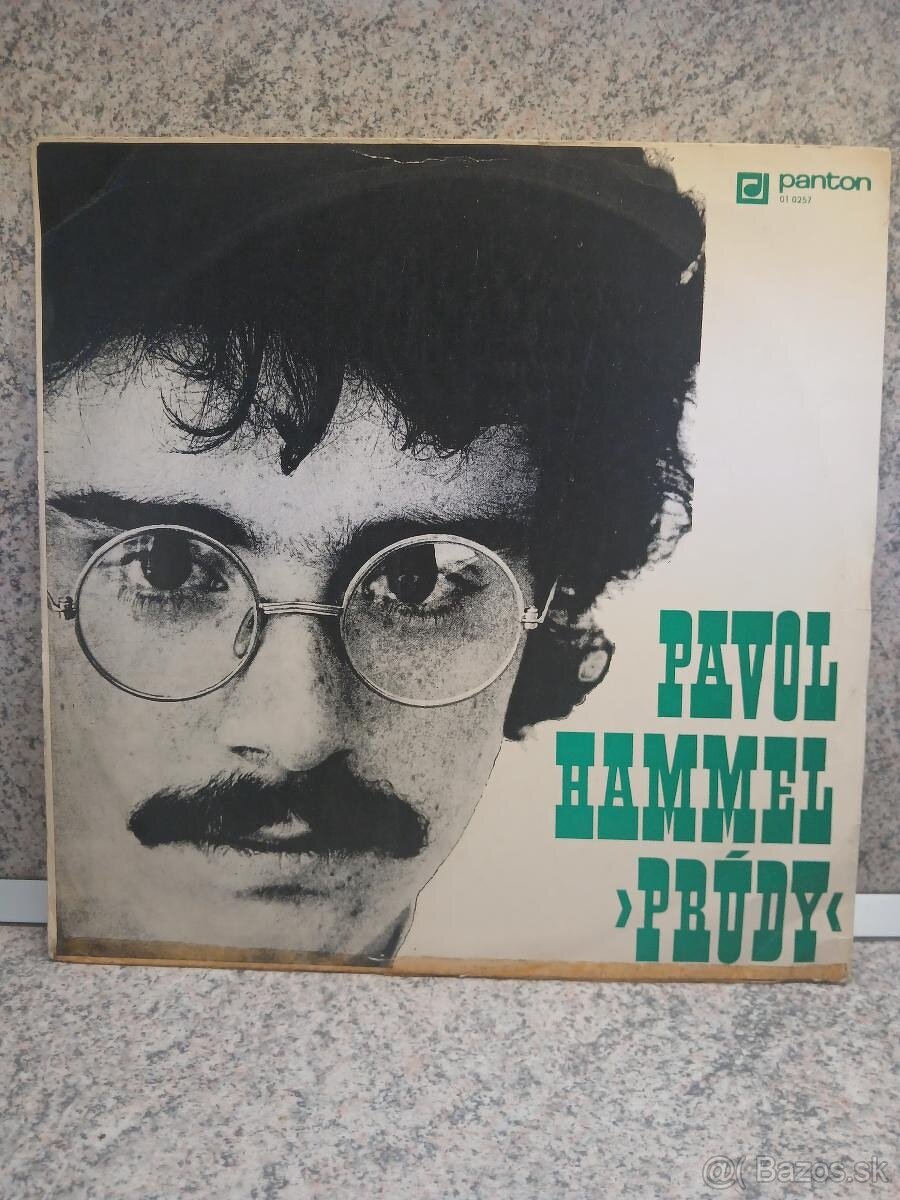 panton
01 0257
PAVOL
HAMMEL
›PRÚDY‹
@( Bazos.sk